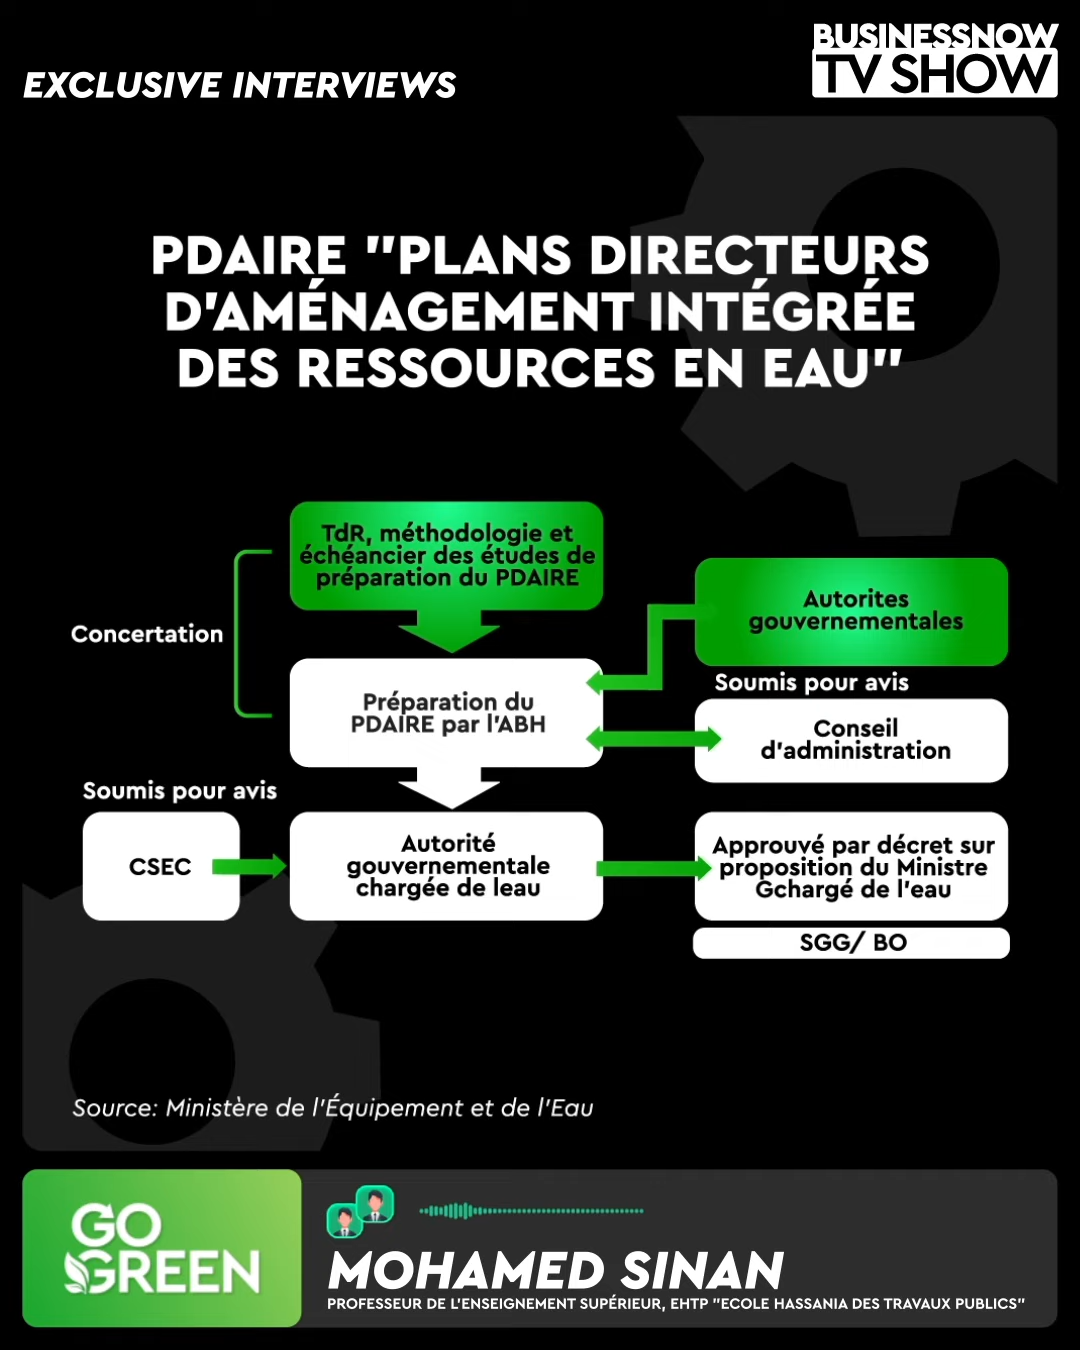 EXCLUSIVE INTERVIEWS
BUSINESSNOW
TV SHOW
PDAIRE "PLANS DIRECTEURS
D'AMÉNAGEMENT INTÉGRÉE
DES RESSOURCES EN EAU"
TdR, méthodologie et
échéancier des études de
préparation du PDAIRE
Autorites
gouvernementales
Concertation
Soumis pour avis
Préparation du
PDAIRE par l'ABH
Conseil
d'administration
Soumis pour avis
CSEC
Autorité
gouvernementale
chargée de leau
Approuvé par décret sur
proposition du Ministre
Gchargé de l'eau
SGG/ BO
Source: Ministère de l'Équipement et de l'Eau
GO
GREEN
MOHAMED SINAN
PROFESSEUR DE L'ENSEIGNEMENT SUPÉRIEUR, EHTP "ECOLE HASSANIA DES TRAVAUX PUBLICS"